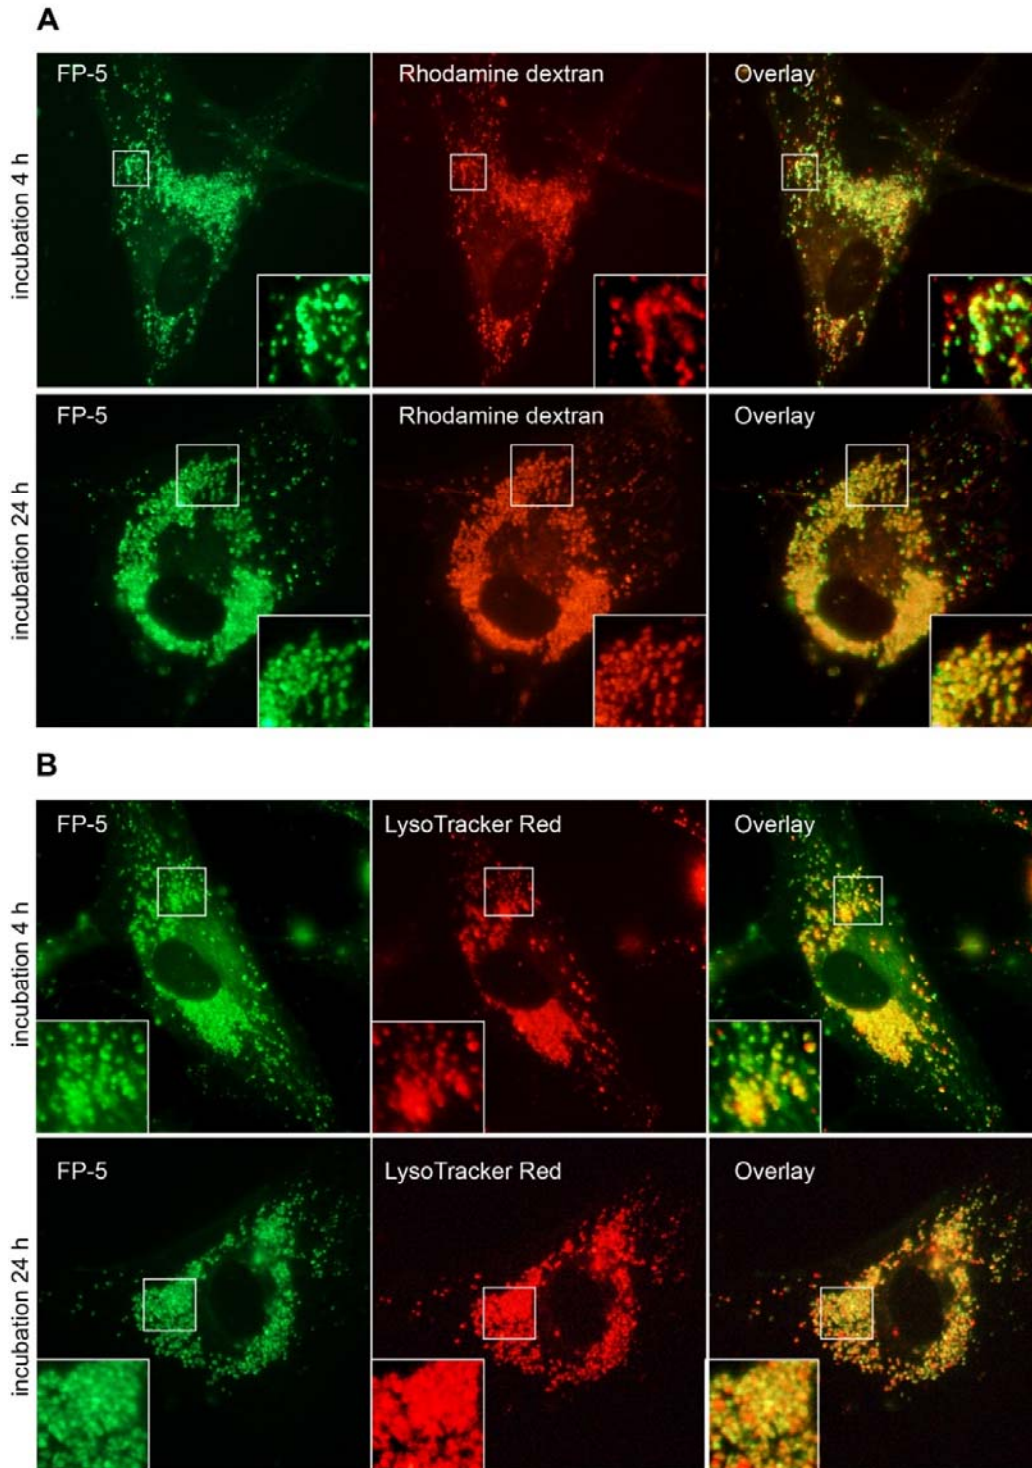 A
FP-5
Rhodamine dextran
Overlay
incubation 4 h
FP-5
Rhodamine dextran
Overlay
incubation 24 h
B
FP-5
LysoTracker Red
Overlay
incubation 4 h
FP-5
LysoTracker Red
Overlay
incubation 24 h